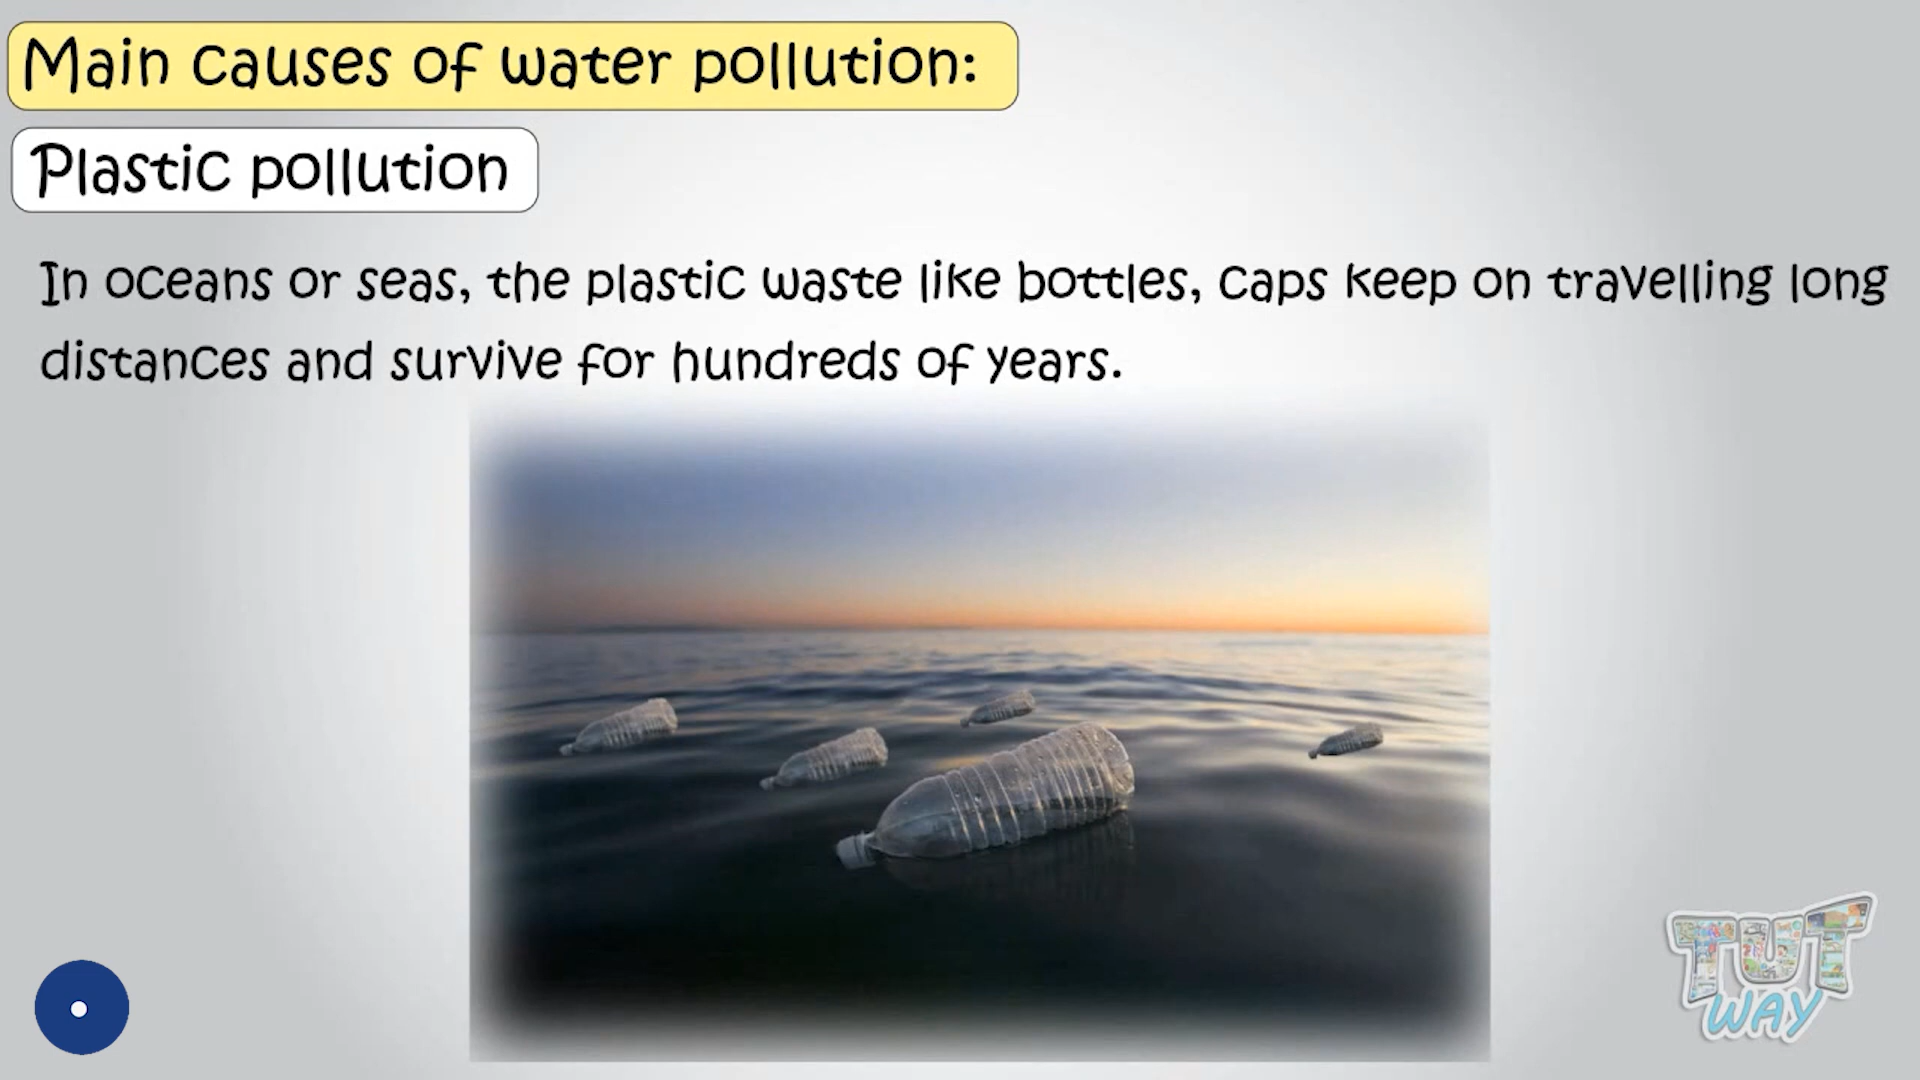 Main causes of water pollution:
Plastic pollution
In oceans or seas, the plastic waste like bottles, caps keep on travelling long
distances and survive for hundreds of years.
TUT
WAY